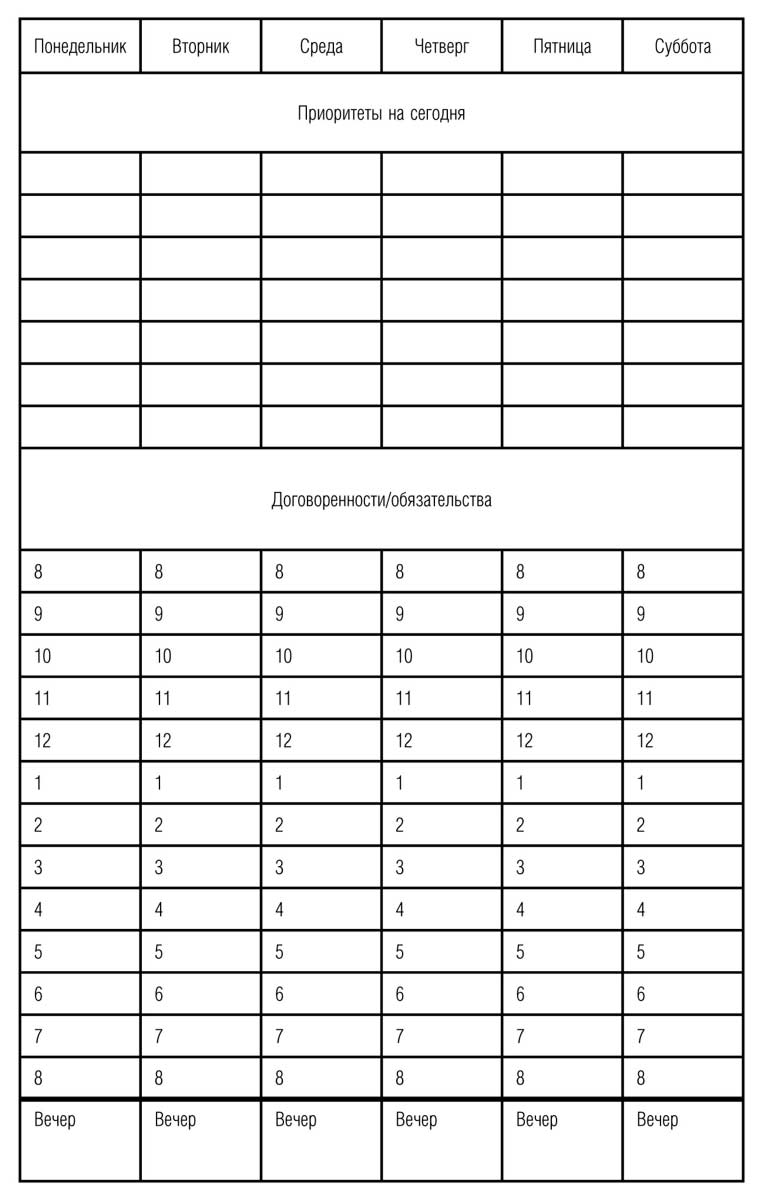 Понедельник Вторник Среда Четверг Пятница Суббота
Приоритеты на сегодня
Договоренности/обязательства
8 8 8 8 8 8
9 9 9 9 9 9
10 10 10 10 10 10
11 11 11 11 11 11
12 12 12 12 12 12
1 1 1 1 1 1
2 2 2 2 2 2
3 3 3 3 3 3
4 4 4 4 4 4
5 5 5 5 5 5
6 6 6 6 6 6
7 7 7 7 7 7
8 8 8 8 8 8
Вечер Вечер Вечер Вечер Вечер Вечер